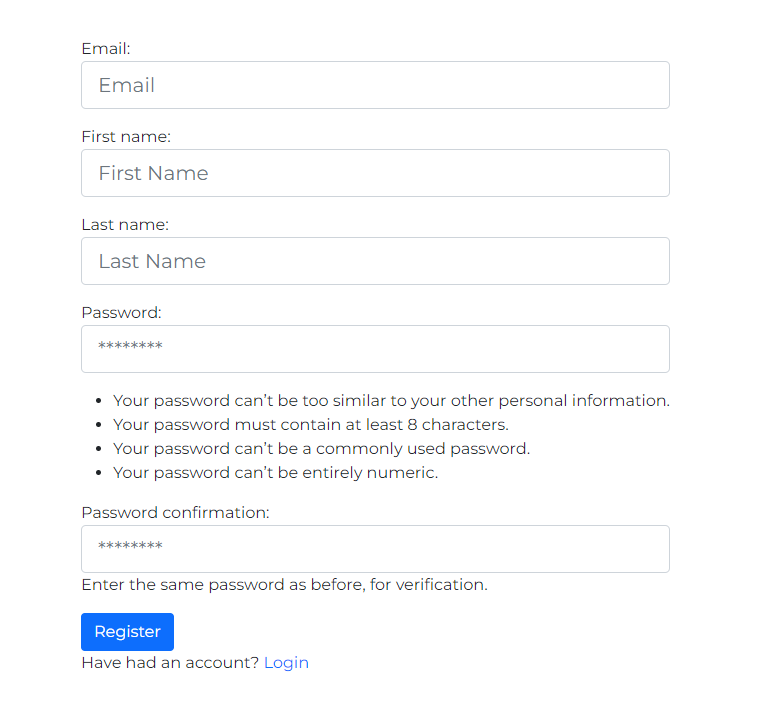 Email:
Email
First name:
First Name
Last name:
Last Name
Password:
********
Your password can’t be too similar to your other personal information.
Your password must contain at least 8 characters.
Your password can’t be a commonly used password.
Your password can’t be entirely numeric.
Password confirmation:
********
Enter the same password as before, for verification.
Register
Have had an account? Login